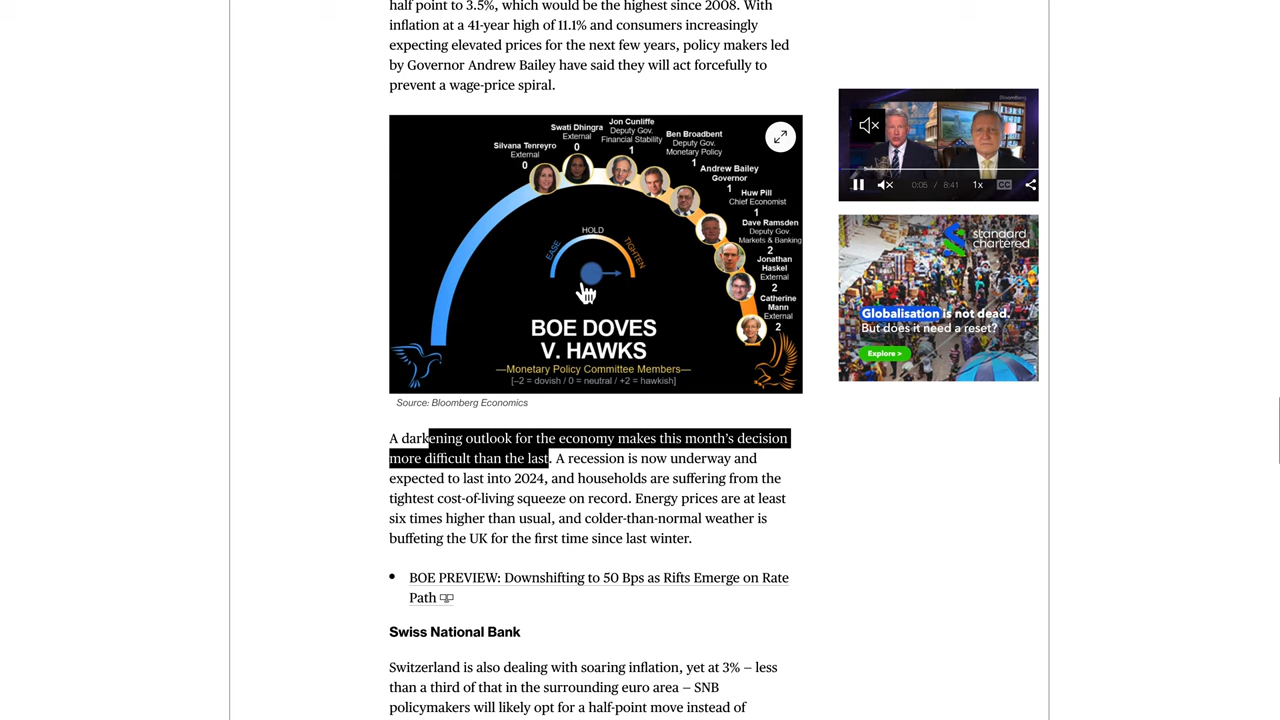 half point to 3.5%, which would be the highest since 2008. With
inflation at a 41-year high of 11.1% and consumers increasingly
expecting elevated prices for the next few years, policy makers led
by Governor Andrew Bailey have said they will act forcefully to
prevent a wage-price spiral.
Silvana Tenreyro
External
0
Swati Dhingra
External
0
Jon Cunliffe
Deputy Gov.
Financial Stability
1
Ben Broadbent
Deputy Gov.
Monetary Policy
1
Andrew Bailey
Governor
1
Huw Pill
Chief Economist
1
Dave Ramsden
Deputy Gov.
Markets & Banking
2
Jonathan
Haskel
External
2
Catherine
Mann
External
2
EASE
HOLD
TIGHTEN
BOE DOVES
V. HAWKS
—Monetary Policy Committee Members—
[–2 = dovish / 0 = neutral / +2 = hawkish]
Source: Bloomberg Economics
Bloomberg
0:05 / 8:41 1x CC
standard
chartered
Globalisation is not dead.
But does it need a reset?
Explore >
A darkening outlook for the economy makes this month's decision
more difficult than the last. A recession is now underway and
expected to last into 2024, and households are suffering from the
tightest cost-of-living squeeze on record. Energy prices are at least
six times higher than usual, and colder-than-normal weather is
buffeting the UK for the first time since last winter.
• BOE PREVIEW: Downshifting to 50 Bps as Rifts Emerge on Rate
Path
Swiss National Bank
Switzerland is also dealing with soaring inflation, yet at 3% — less
than a third of that in the surrounding euro area — SNB
policymakers will likely opt for a half-point move instead of